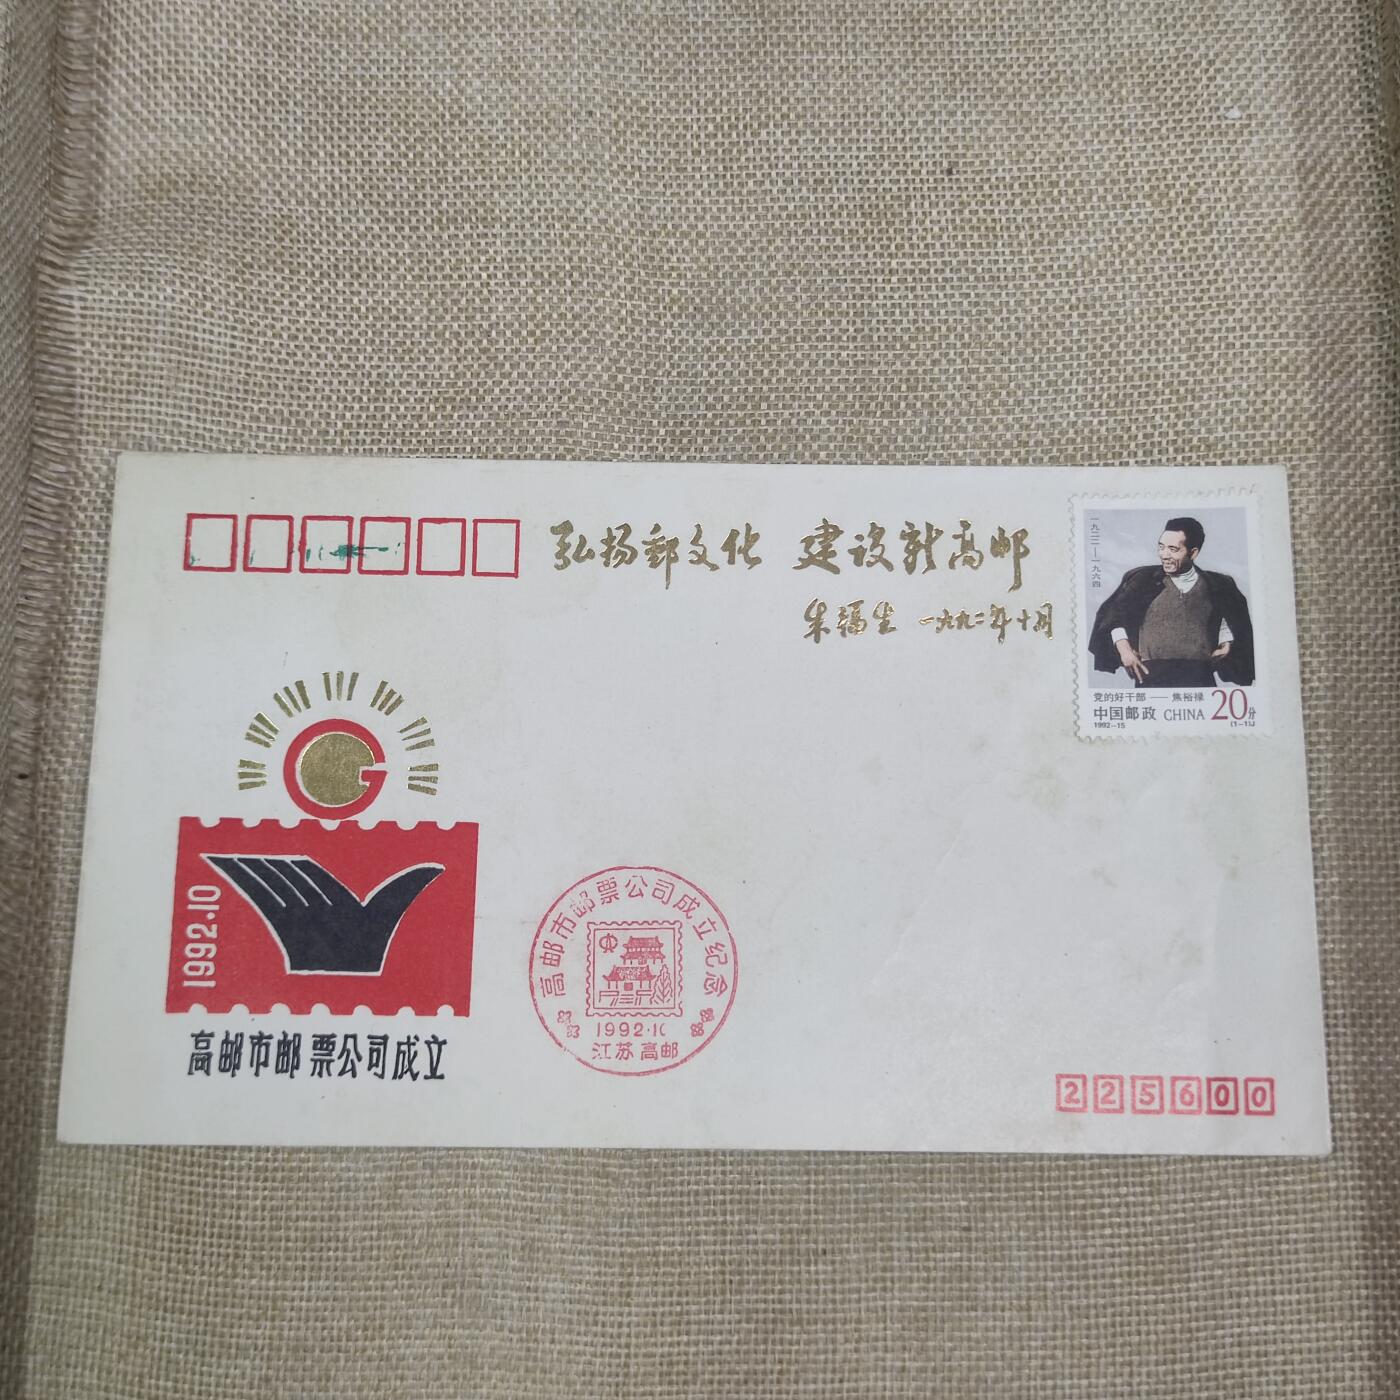 弘扬郵文化 建设新高邮
朱福生 一九九二年十月
一九二二—一九六四
党的好干部 — 焦裕禄
中国邮政 CHINA 20分
1992-15 (1-1)J
G
1992.10
高邮市邮票公司成立
高邮市邮票公司成立纪念
1992.10
江苏 高邮
225600